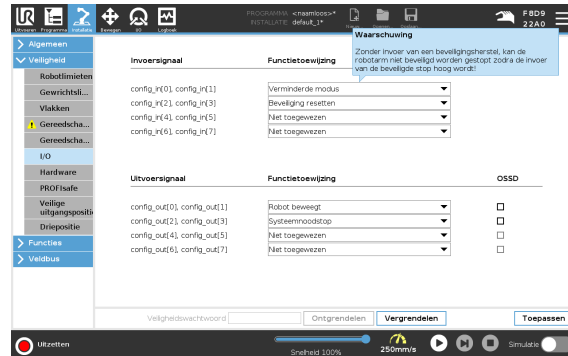 PROGRAMMA <naamloos>*
INSTALLATIE default_1*
F8D9
22A0
Uitvoeren Programma Installatie Bewegen I/O Logboek
Waarschuwing
Zonder invoer van een beveiligingsherstel, kan de
robotarm niet beveiligd worden gestopt zodra de invoer
van de beveiligde stop hoog wordt!
Algemeen
Veiligheid
Robotlimieten
Gewrichtsli...
Vlakken
Gereedscha...
Gereedscha...
I/O
Hardware
PROFIsafe
Veilige
uitgangspositi
Driepositie
Functies
Veldbus
Invoersignaal Functietoewijzing
config_in[0], config_in[1] Verminderde modus
config_in[2], config_in[3] Beveiliging resetten
config_in[4], config_in[5] Niet toegewezen
config_in[6], config_in[7] Niet toegewezen
Uitvoersignaal Functietoewijzing OSSD
config_out[0], config_out[1] Robot beweegt
config_out[2], config_out[3] Systeemnoodstop
config_out[4], config_out[5] Niet toegewezen
config_out[6], config_out[7] Niet toegewezen
Veiligheidswachtwoord Ontgrendelen Vergrendelen Toepassen
Uitzetten
Snelheid 100%
250mm/s
Simulatie